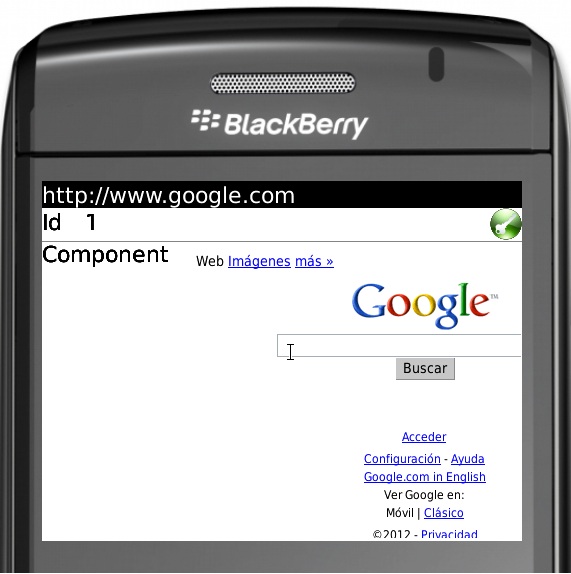 BlackBerry
http://www.google.com
Id 1
Component
Web Imágenes más »
Google™
Buscar
Acceder
Configuración - Ayuda
Google.com in English
Ver Google en:
Móvil | Clásico
©2012 - Privacidad